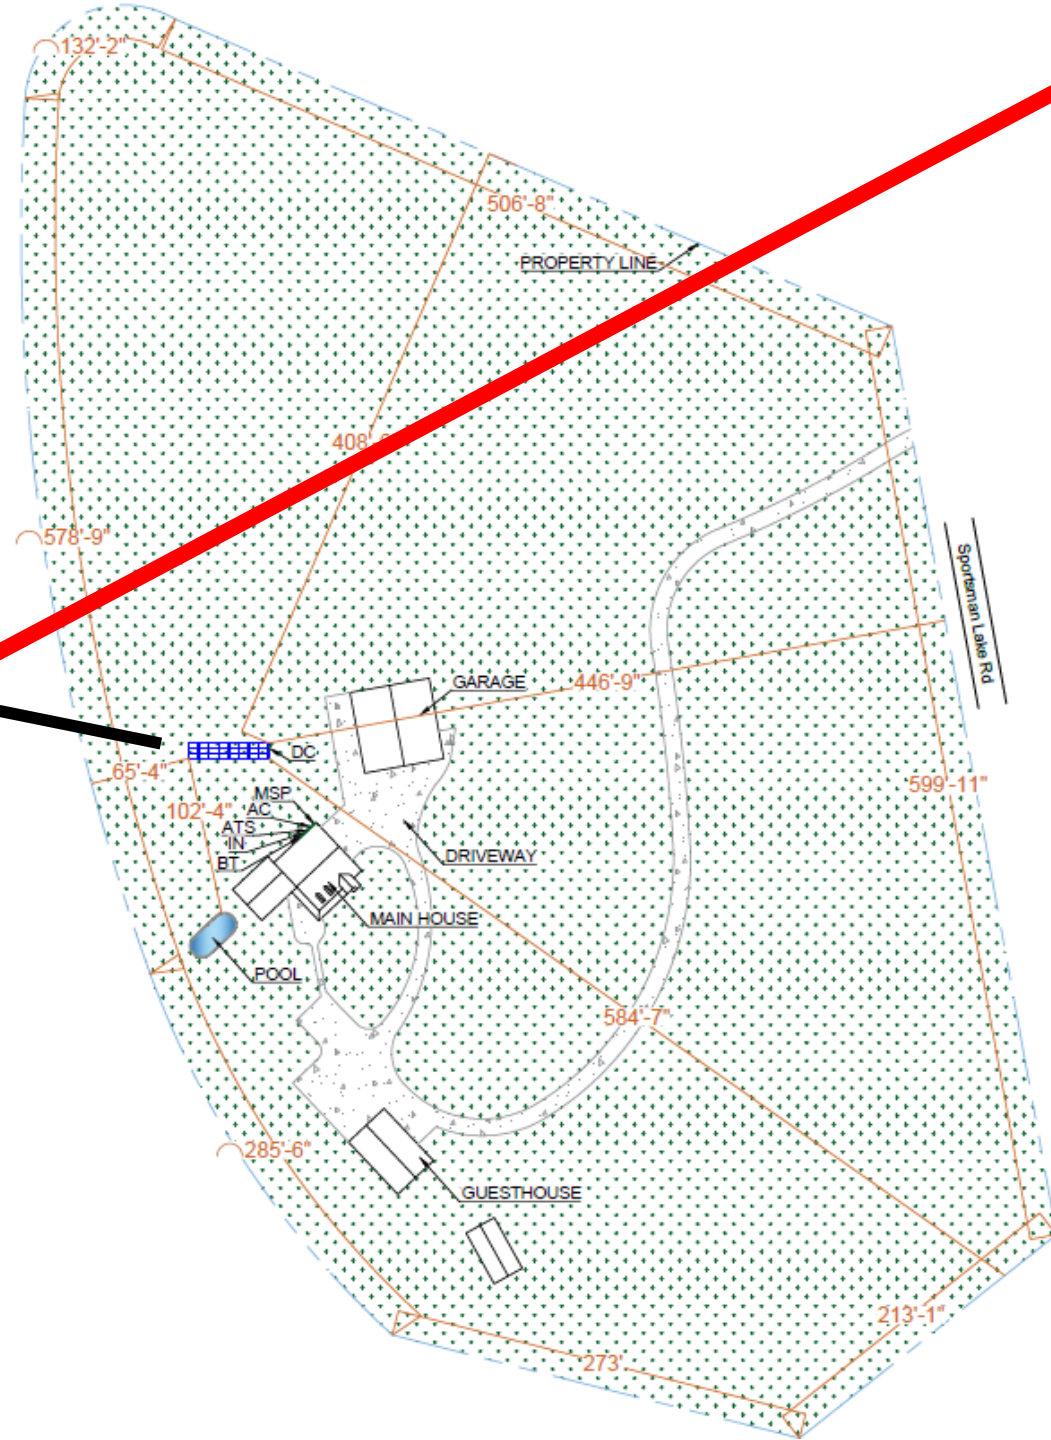 132'-2"
506'-8"
PROPERTY LINE
408'
578'-9"
Sportsman Lake Rd
GARAGE
446'-9"
DC
65'-4"
599'-11"
MSP
102'-4"
AC
ATS
IN
BT
DRIVEWAY
MAIN HOUSE
POOL
584'-7"
285'-6"
GUESTHOUSE
213'-1"
273'